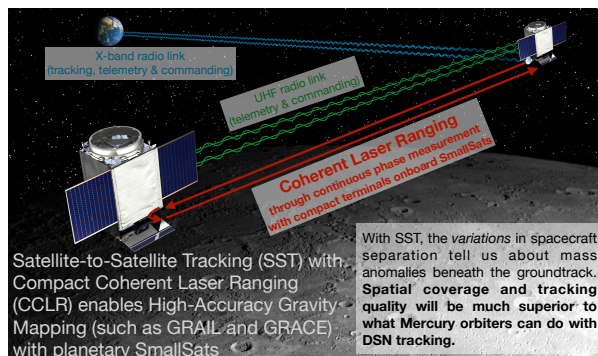 X-band radio link
(tracking, telemetry & commanding)
UHF radio link
(telemetry & commanding)
Coherent Laser Ranging
through continuous phase measurement
with compact terminals onboard SmallSats
Satellite-to-Satellite Tracking (SST) with
Compact Coherent Laser Ranging
(CCLR) enables High-Accuracy Gravity
Mapping (such as GRAIL and GRACE)
with planetary SmallSats
With SST, the variations in spacecraft
separation tell us about mass
anomalies beneath the groundtrack.
Spatial coverage and tracking
quality will be much superior to
what Mercury orbiters can do with
DSN tracking.